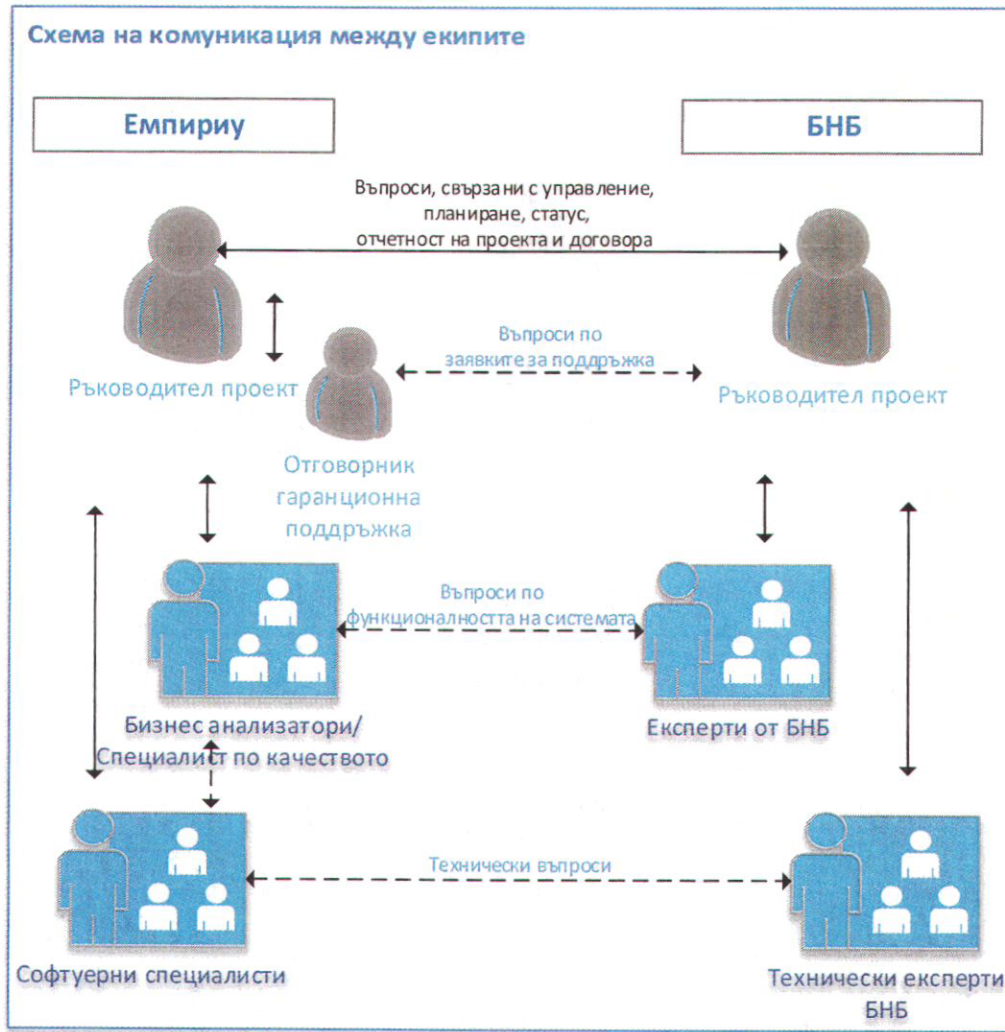 Схема на комуникация между екипите
Емпириу
БНБ
Въпроси, свързани с управление,
планиране, статус,
отчетност на проекта и договора
Въпроси по
заявките за поддръжка
Ръководител проект
Ръководител проект
Отговорник
гаранционна
поддръжка
Въпроси по
функционалността на системата
Бизнес анализатори/
Специалист по качеството
Експерти от БНБ
Технически въпроси
Софтуерни специалисти
Технически експерти
БНБ